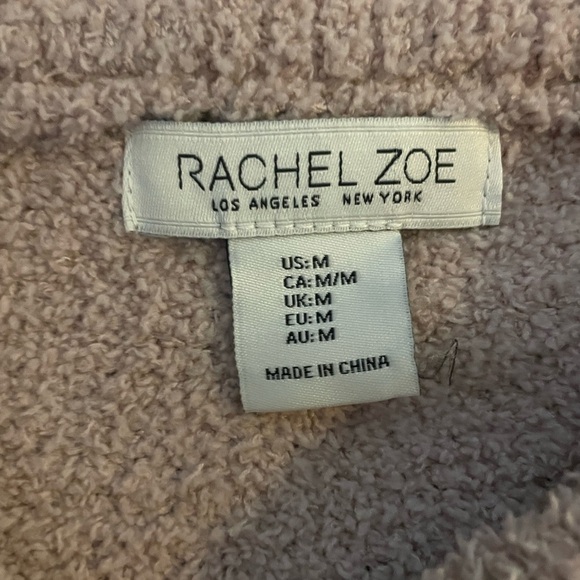 RACHEL ZOE
LOS ANGELES NEW YORK
US: M
CA: M/M
UK: M
EU: M
AU: M
MADE IN CHINA